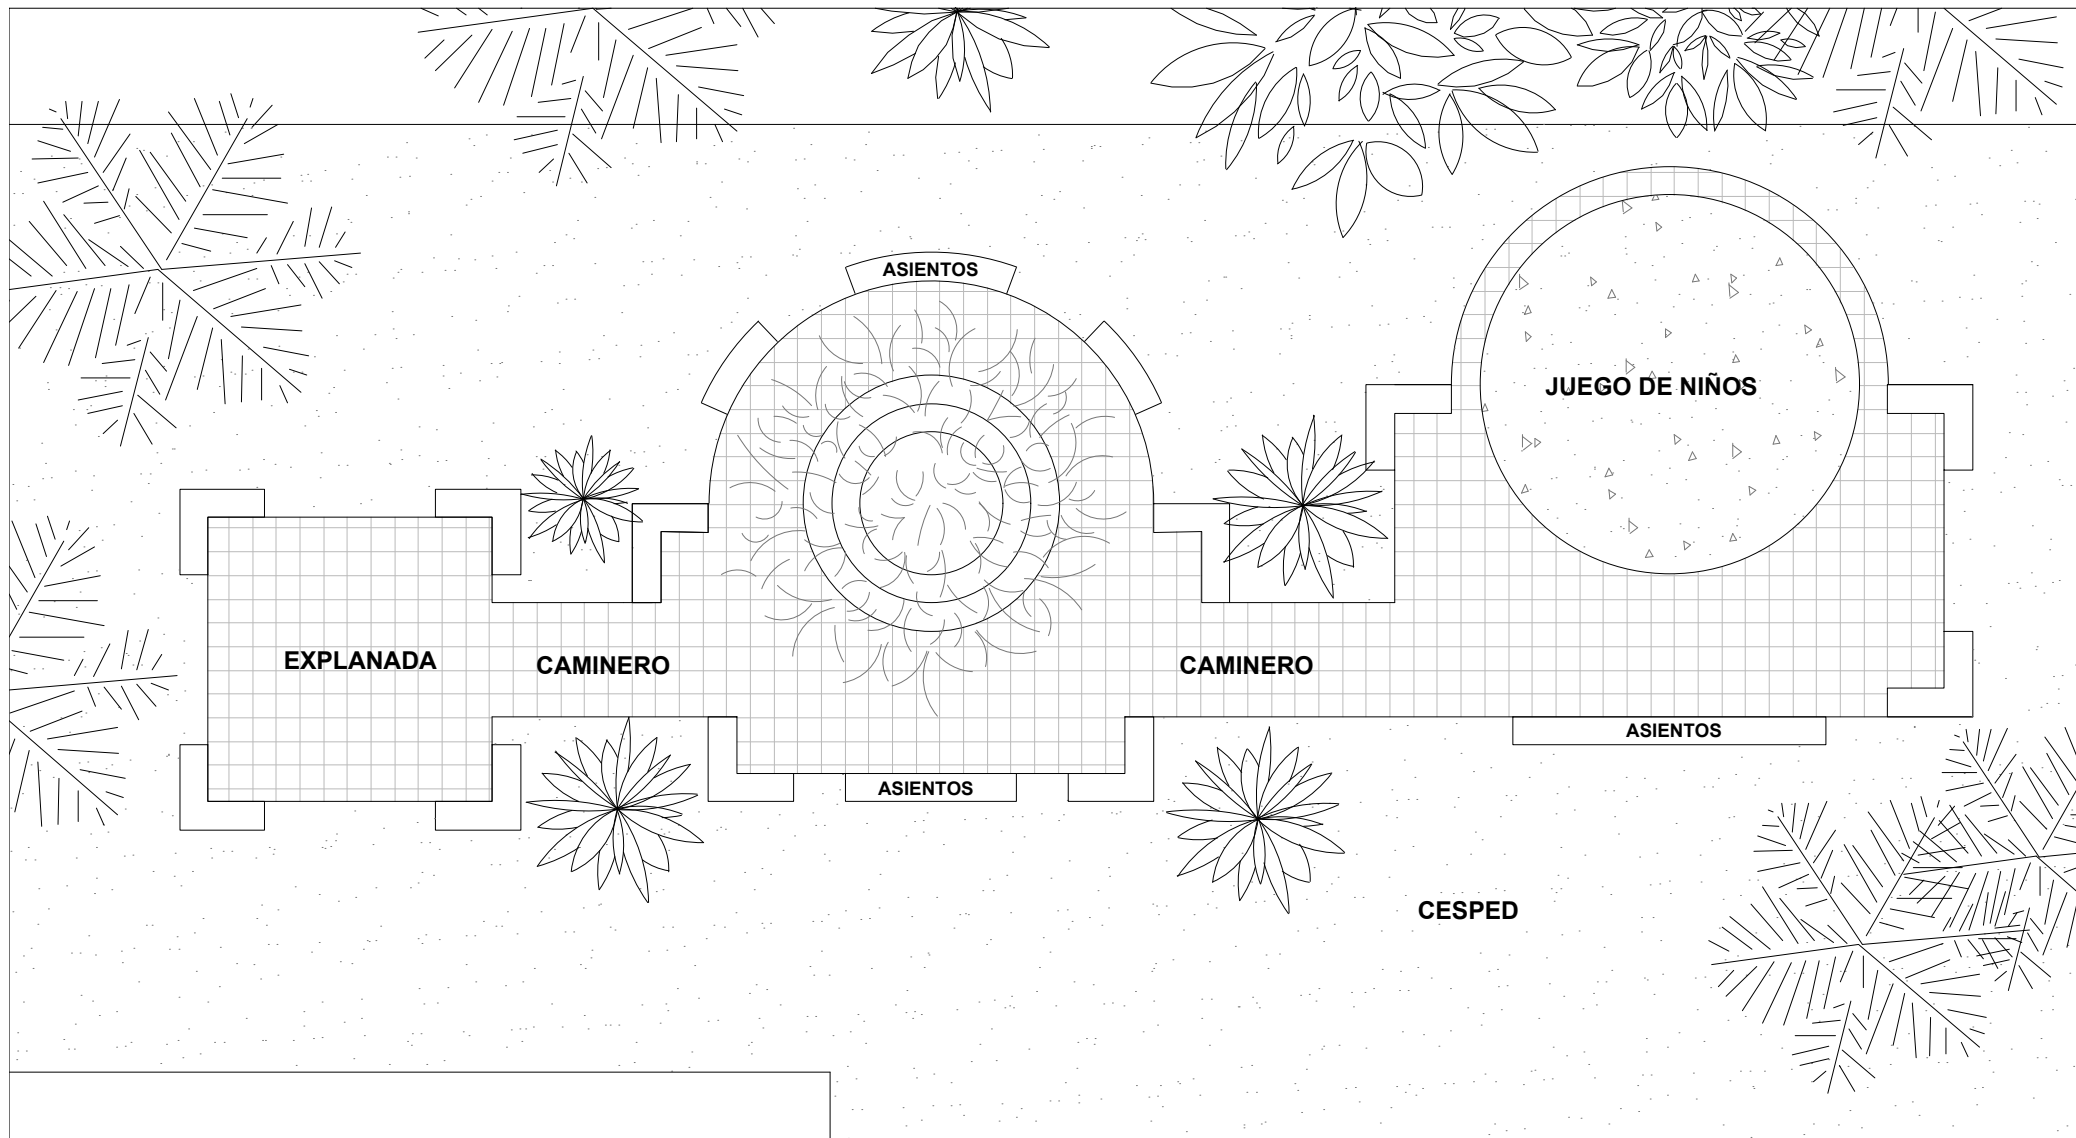 ASIENTOS
JUEGO DE NIÑOS
EXPLANADA
CAMINERO
CAMINERO
ASIENTOS
ASIENTOS
CESPED